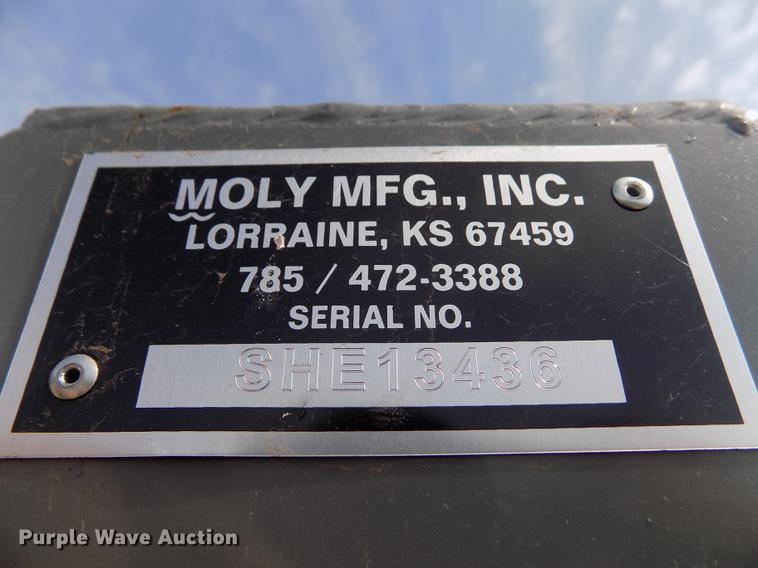 MOLY MFG., INC.
LORRAINE, KS 67459
785 / 472-3388
SERIAL NO.
SHE13436
Purple Wave Auction